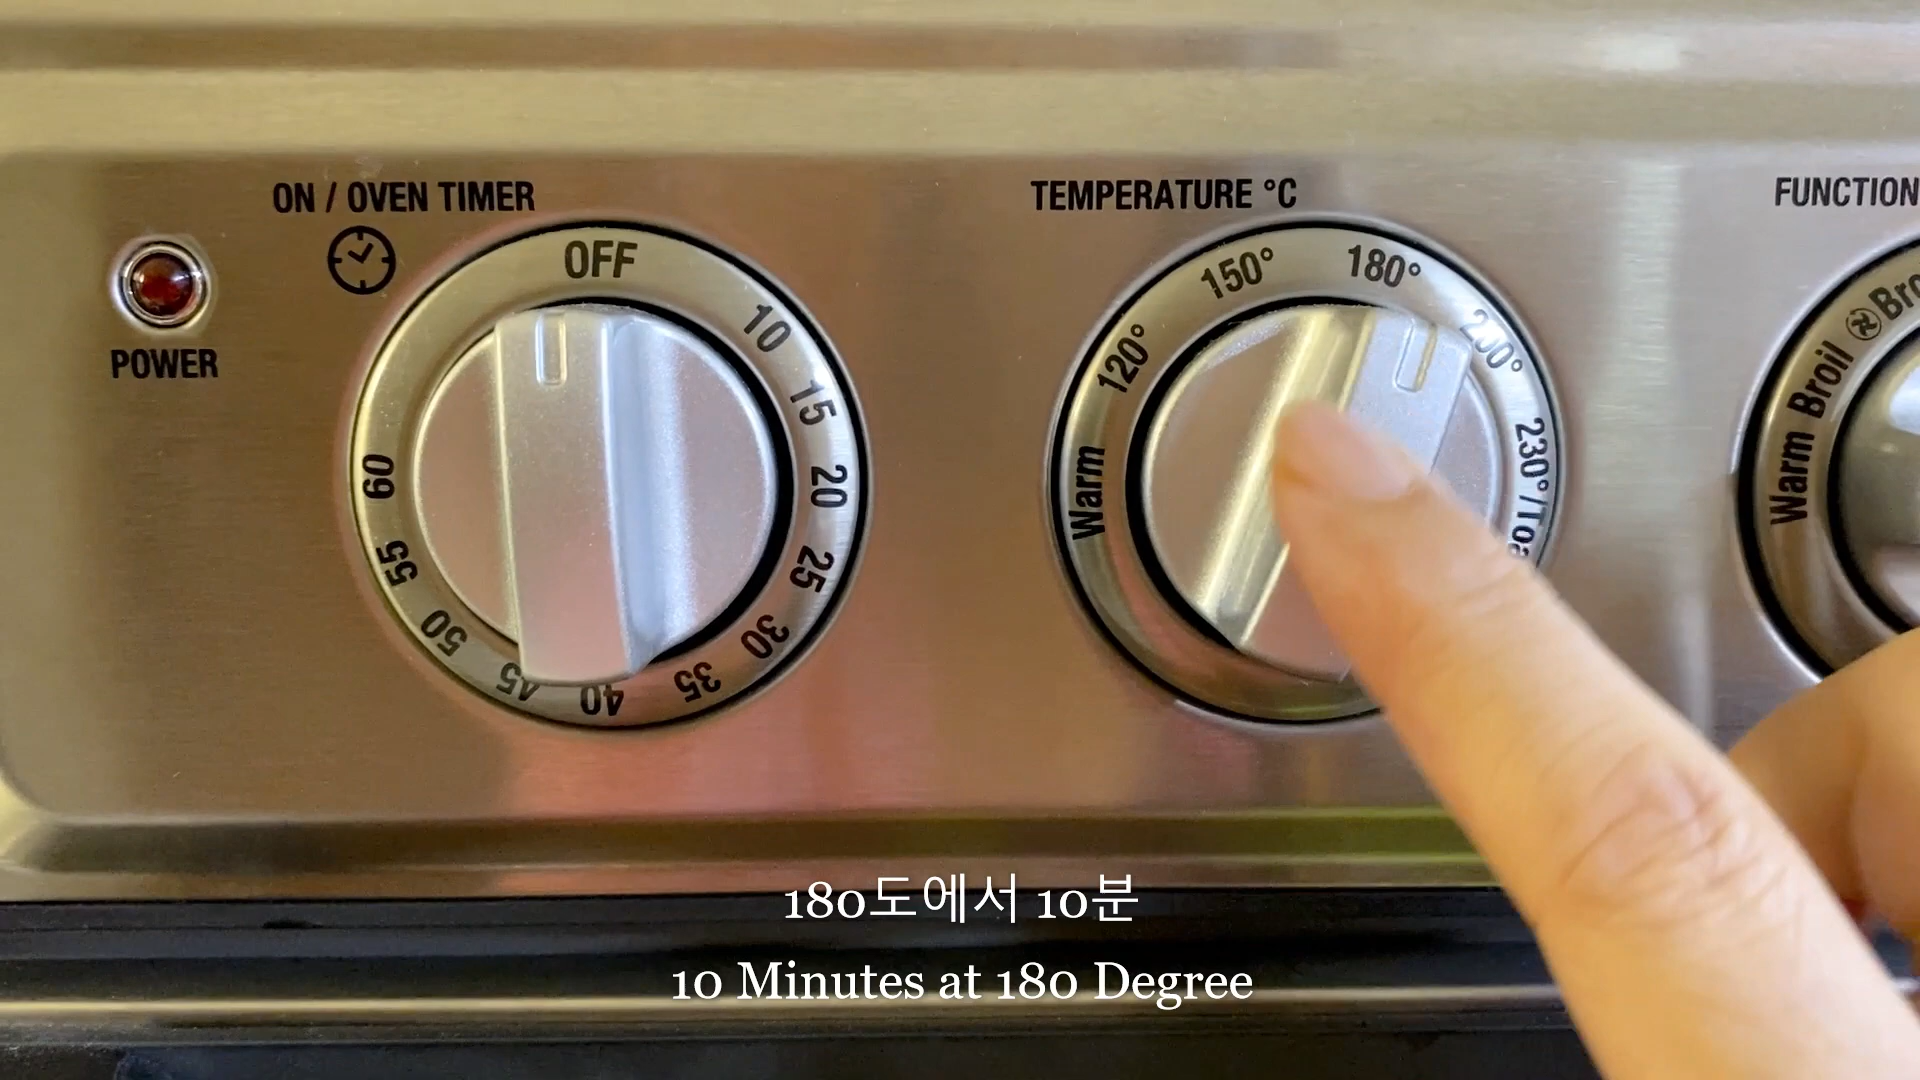 ON / OVEN TIMER
TEMPERATURE °C
FUNCTION
POWER
OFF
10
15
20
25
30
35
40
45
50
55
60
Warm
120°
150°
180°
200°
230°/Toa
Warm
Broil
Bro
180도에서 10분
10 Minutes at 180 Degree